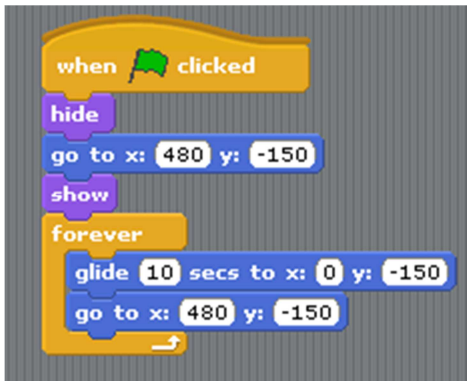 when clicked
hide
go to x: 480 y: -150
show
forever
glide 10 secs to x: 0 y: -150
go to x: 480 y: -150